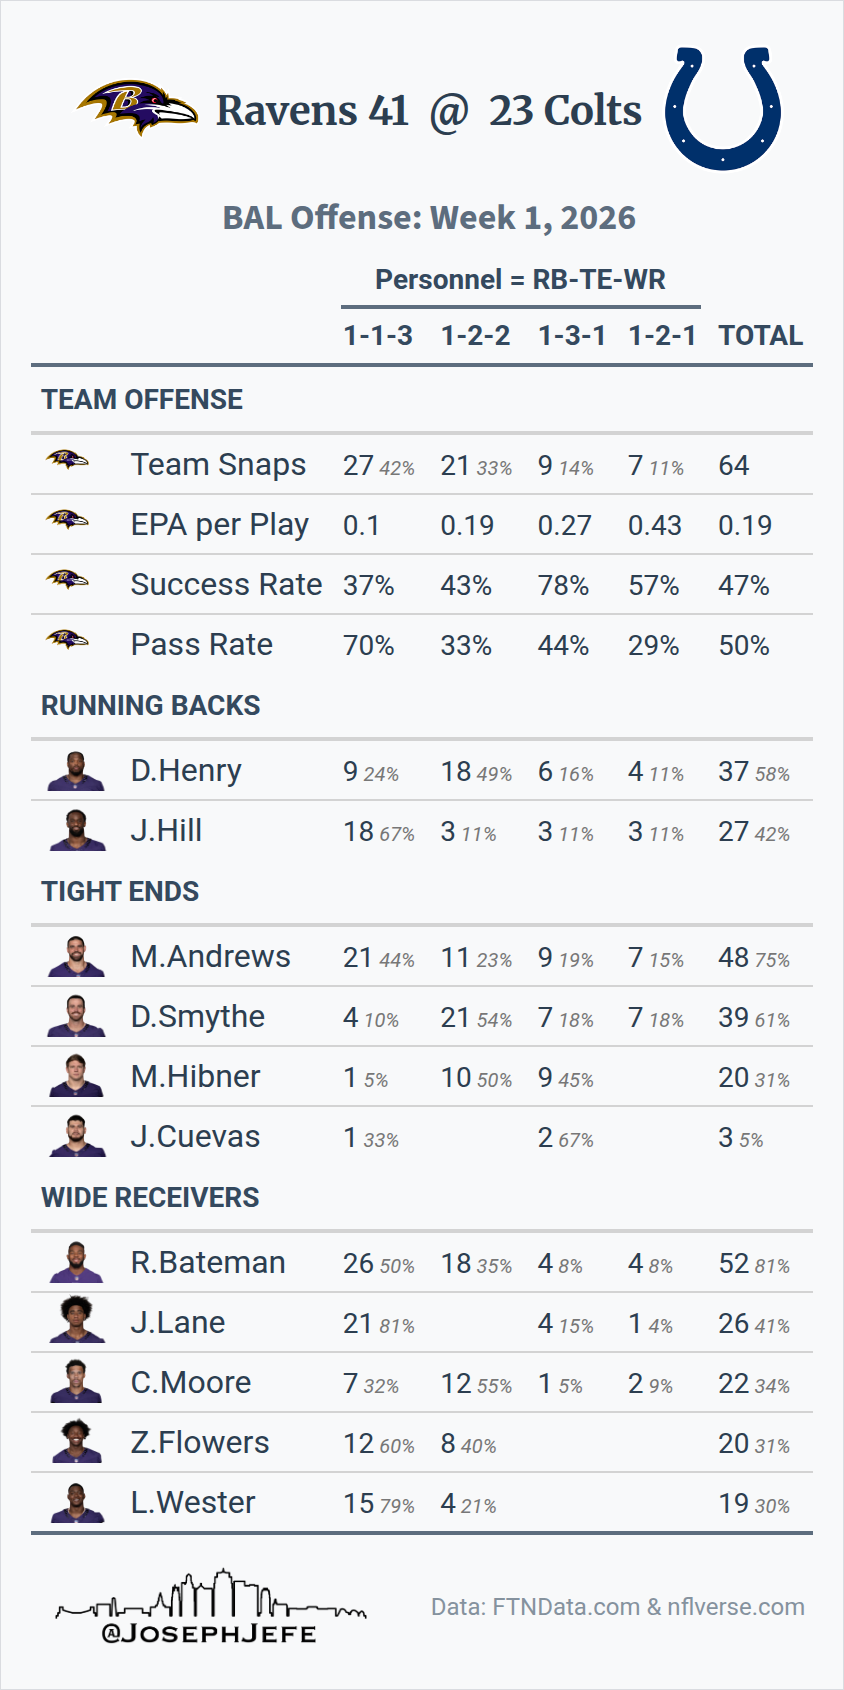 Ravens 41 @ 23 Colts
BAL Offense: Week 1, 2026
Personnel = RB-TE-WR
1-1-3 1-2-2 1-3-1 1-2-1 TOTAL
TEAM OFFENSE
Team Snaps 27 42% 21 33% 9 14% 7 11% 64
EPA per Play 0.1 0.19 0.27 0.43 0.19
Success Rate 37% 43% 78% 57% 47%
Pass Rate 70% 33% 44% 29% 50%
RUNNING BACKS
D.Henry 9 24% 18 49% 6 16% 4 11% 37 58%
J.Hill 18 67% 3 11% 3 11% 3 11% 27 42%
TIGHT ENDS
M.Andrews 21 44% 11 23% 9 19% 7 15% 48 75%
D.Smythe 4 10% 21 54% 7 18% 7 18% 39 61%
M.Hibner 1 5% 10 50% 9 45% 20 31%
J.Cuevas 1 33% 2 67% 3 5%
WIDE RECEIVERS
R.Bateman 26 50% 18 35% 4 8% 4 8% 52 81%
J.Lane 21 81% 4 15% 1 4% 26 41%
C.Moore 7 32% 12 55% 1 5% 2 9% 22 34%
Z.Flowers 12 60% 8 40% 20 31%
L.Wester 15 79% 4 21% 19 30%
@JosephJefe
Data: FTNData.com & nflverse.com